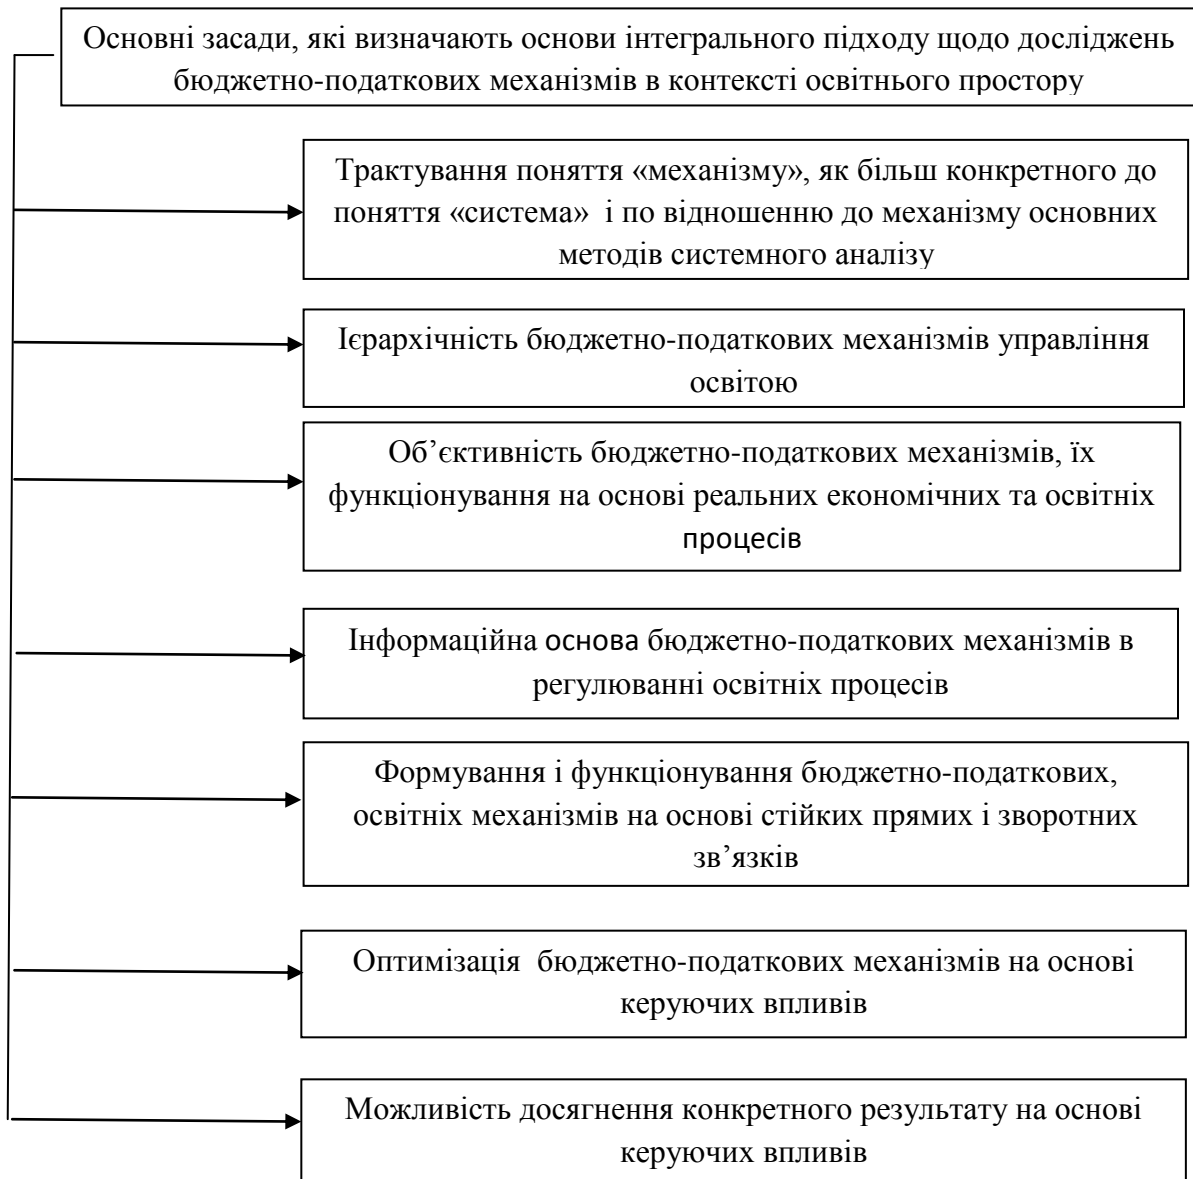 Основні засади, які визначають основи інтегрального підходу щодо досліджень
бюджетно-податкових механізмів в контексті освітнього простору
Трактування поняття «механізму», як більш конкретного до
поняття «система» і по відношенню до механізму основних
методів системного аналізу
Ієрархічність бюджетно-податкових механізмів управління
освітою
Об’єктивність бюджетно-податкових механізмів, їх
функціонування на основі реальних економічних та освітніх
процесів
Інформаційна основа бюджетно-податкових механізмів в
регулюванні освітніх процесів
Формування і функціонування бюджетно-податкових,
освітніх механізмів на основі стійких прямих і зворотних
зв’язків
Оптимізація бюджетно-податкових механізмів на основі
керуючих впливів
Можливість досягнення конкретного результату на основі
керуючих впливів